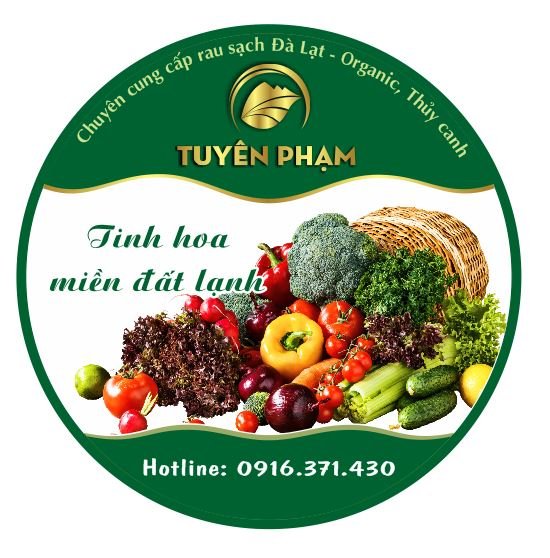 Chuyên cung cấp rau sạch Đà Lạt - Organic, Thủy canh
TUYÊN PHẠM
Tinh hoa
miền đất lạnh
Hotline: 0916.371.430